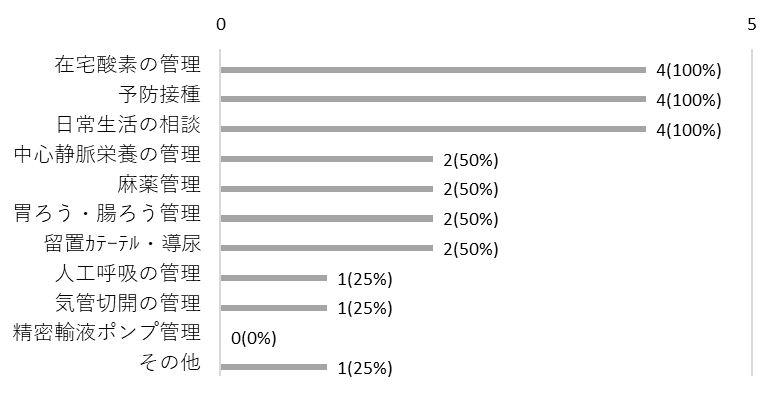 0 5
在宅酸素の管理 4(100%)
予防接種 4(100%)
日常生活の相談 4(100%)
中心静脈栄養の管理 2(50%)
麻薬管理 2(50%)
胃ろう・腸ろう管理 2(50%)
留置ｶﾃｰﾃﾙ・導尿 2(50%)
人工呼吸の管理 1(25%)
気管切開の管理 1(25%)
精密輸液ポンプ管理 0(0%)
その他 1(25%)